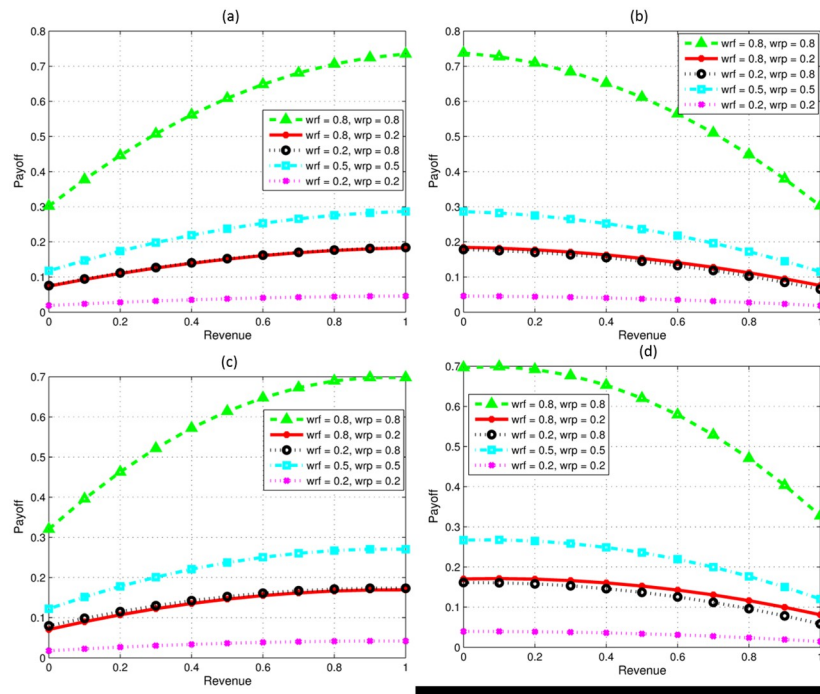 (a)
0.8
0.7
0.6
0.5
0.4
0.3
0.2
0.1
0
Payoff
wrf = 0.8, wrp = 0.8
wrf = 0.8, wrp = 0.2
wrf = 0.2, wrp = 0.8
wrf = 0.5, wrp = 0.5
wrf = 0.2, wrp = 0.2
0 0.2 0.4 0.6 0.8 1
Revenue
(b)
0.8
0.7
0.6
0.5
0.4
0.3
0.2
0.1
0
Payoff
wrf = 0.8, wrp = 0.8
wrf = 0.8, wrp = 0.2
wrf = 0.2, wrp = 0.8
wrf = 0.5, wrp = 0.5
wrf = 0.2, wrp = 0.2
0 0.2 0.4 0.6 0.8 1
Revenue
(c)
0.7
0.6
0.5
0.4
0.3
0.2
0.1
0
Payoff
wrf = 0.8, wrp = 0.8
wrf = 0.8, wrp = 0.2
wrf = 0.2, wrp = 0.8
wrf = 0.5, wrp = 0.5
wrf = 0.2, wrp = 0.2
0 0.2 0.4 0.6 0.8 1
Revenue
(d)
0.7
0.6
0.5
0.4
0.3
0.2
0.1
0
Payoff
wrf = 0.8, wrp = 0.8
wrf = 0.8, wrp = 0.2
wrf = 0.2, wrp = 0.8
wrf = 0.5, wrp = 0.5
wrf = 0.2, wrp = 0.2
0 0.2 0.4 0.6 0.8 1
Revenue